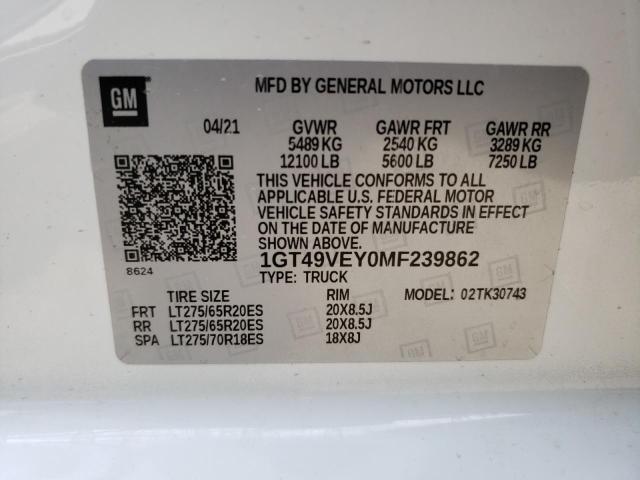 GM
MFD BY GENERAL MOTORS LLC
04/21 GVWR GAWR FRT GAWR RR
5489 KG 2540 KG 3289 KG
12100 LB 5600 LB 7250 LB
THIS VEHICLE CONFORMS TO ALL
APPLICABLE U.S. FEDERAL MOTOR
VEHICLE SAFETY STANDARDS IN EFFECT
ON THE DATE OF MANUFACTURE
SHOWN ABOVE.
8624
1GT49VEY0MF239862
TYPE: TRUCK
TIRE SIZE RIM MODEL: 02TK30743
FRT LT275/65R20ES 20X8.5J
RR LT275/65R20ES 20X8.5J
SPA LT275/70R18ES 18X8J